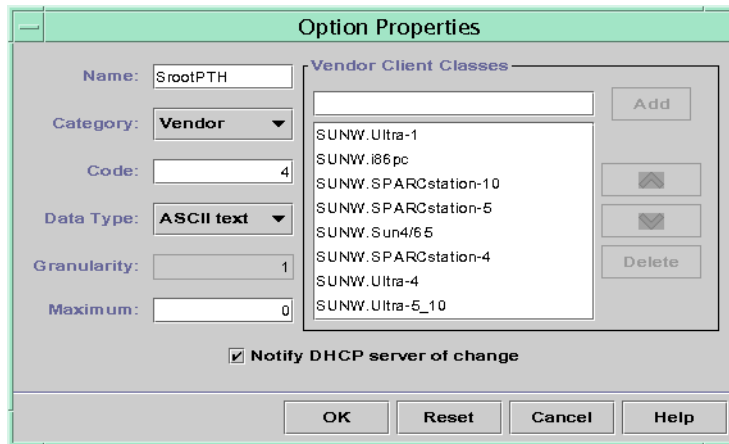 Option Properties
Name: SrootPTH
Category: Vendor
Code: 4
Data Type: ASCII text
Granularity: 1
Maximum: 0
Vendor Client Classes
Add
SUNW.Ultra-1
SUNW.i86pc
SUNW.SPARCstation-10
SUNW.SPARCstation-5
SUNW.Sun4/65
SUNW.SPARCstation-4
SUNW.Ultra-4
SUNW.Ultra-5_10
Delete
Notify DHCP server of change
OK Reset Cancel Help